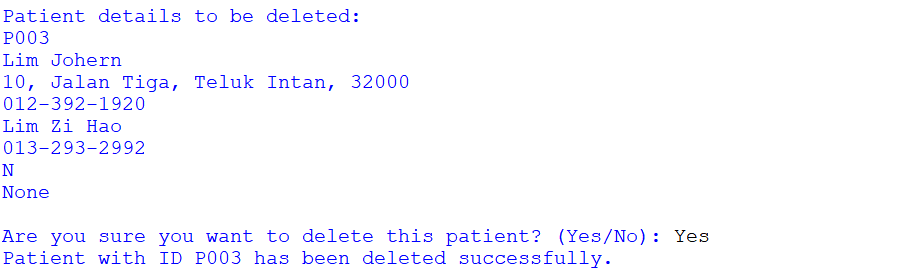 Patient details to be deleted:
P003
Lim Johern
10, Jalan Tiga, Teluk Intan, 32000
012-392-1920
Lim Zi Hao
013-293-2992
N
None
Are you sure you want to delete this patient? (Yes/No): Yes
Patient with ID P003 has been deleted successfully.